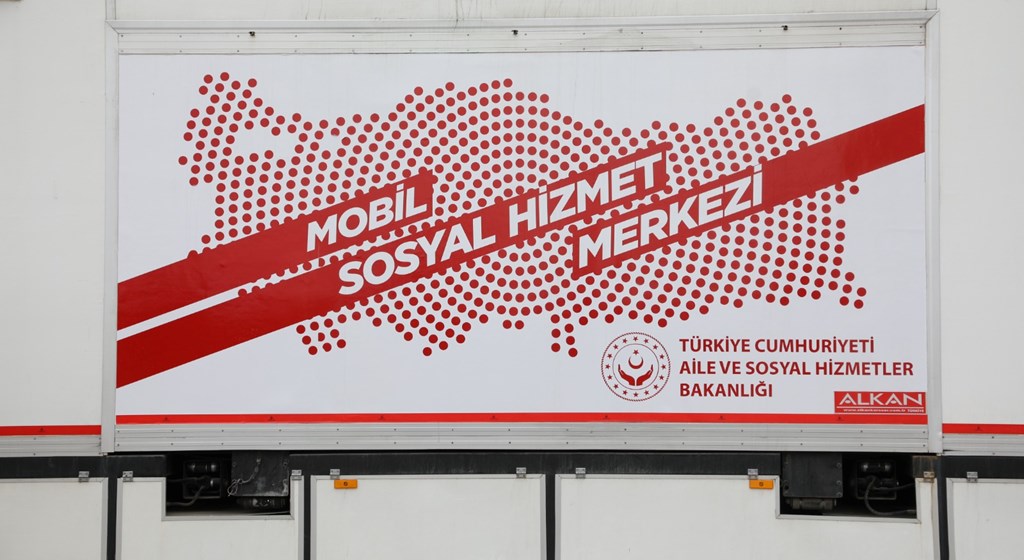 MOBİL
SOSYAL HİZMET
MERKEZİ
TÜRKİYE CUMHURİYETİ
AİLE VE SOSYAL HİZMETLER
BAKANLIĞI
ALKAN